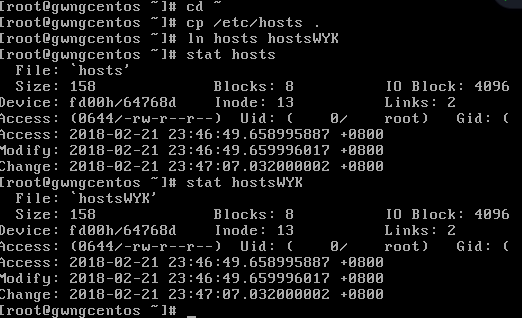 [root@gwngcentos ~]# cd ~
[root@gwngcentos ~]# cp /etc/hosts .
[root@gwngcentos ~]# ln hosts hostsWYK
[root@gwngcentos ~]# stat hosts
  File: `hosts'
  Size: 158             Blocks: 8          IO Block: 4096
Device: fd00h/64768d    Inode: 13          Links: 2
Access: (0644/-rw-r--r--)  Uid: (    0/    root)   Gid: (
Access: 2018-02-21 23:46:49.658995887 +0800
Modify: 2018-02-21 23:46:49.659996017 +0800
Change: 2018-02-21 23:47:07.032000002 +0800
[root@gwngcentos ~]# stat hostsWYK
  File: `hostsWYK'
  Size: 158             Blocks: 8          IO Block: 4096
Device: fd00h/64768d    Inode: 13          Links: 2
Access: (0644/-rw-r--r--)  Uid: (    0/    root)   Gid: (
Access: 2018-02-21 23:46:49.658995887 +0800
Modify: 2018-02-21 23:46:49.659996017 +0800
Change: 2018-02-21 23:47:07.032000002 +0800
[root@gwngcentos ~]# _